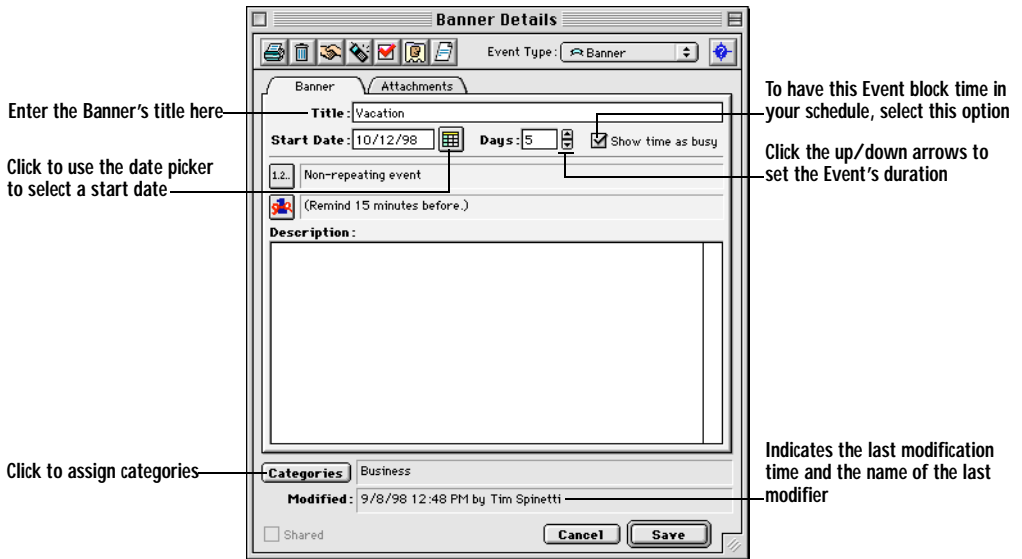 Banner Details
Event Type: Banner
Banner
Attachments
Title: Vacation
Start Date: 10/12/98
Days: 5
Show time as busy
1.2..
Non-repeating event
(Remind 15 minutes before.)
Description:
Categories
Business
Modified: 9/8/98 12:48 PM by Tim Spinetti
Shared
Cancel
Save
Enter the Banner's title here
Click to use the date picker
to select a start date
Click to assign categories
To have this Event block time in
your schedule, select this option
Click the up/down arrows to
set the Event's duration
Indicates the last modification
time and the name of the last
modifier